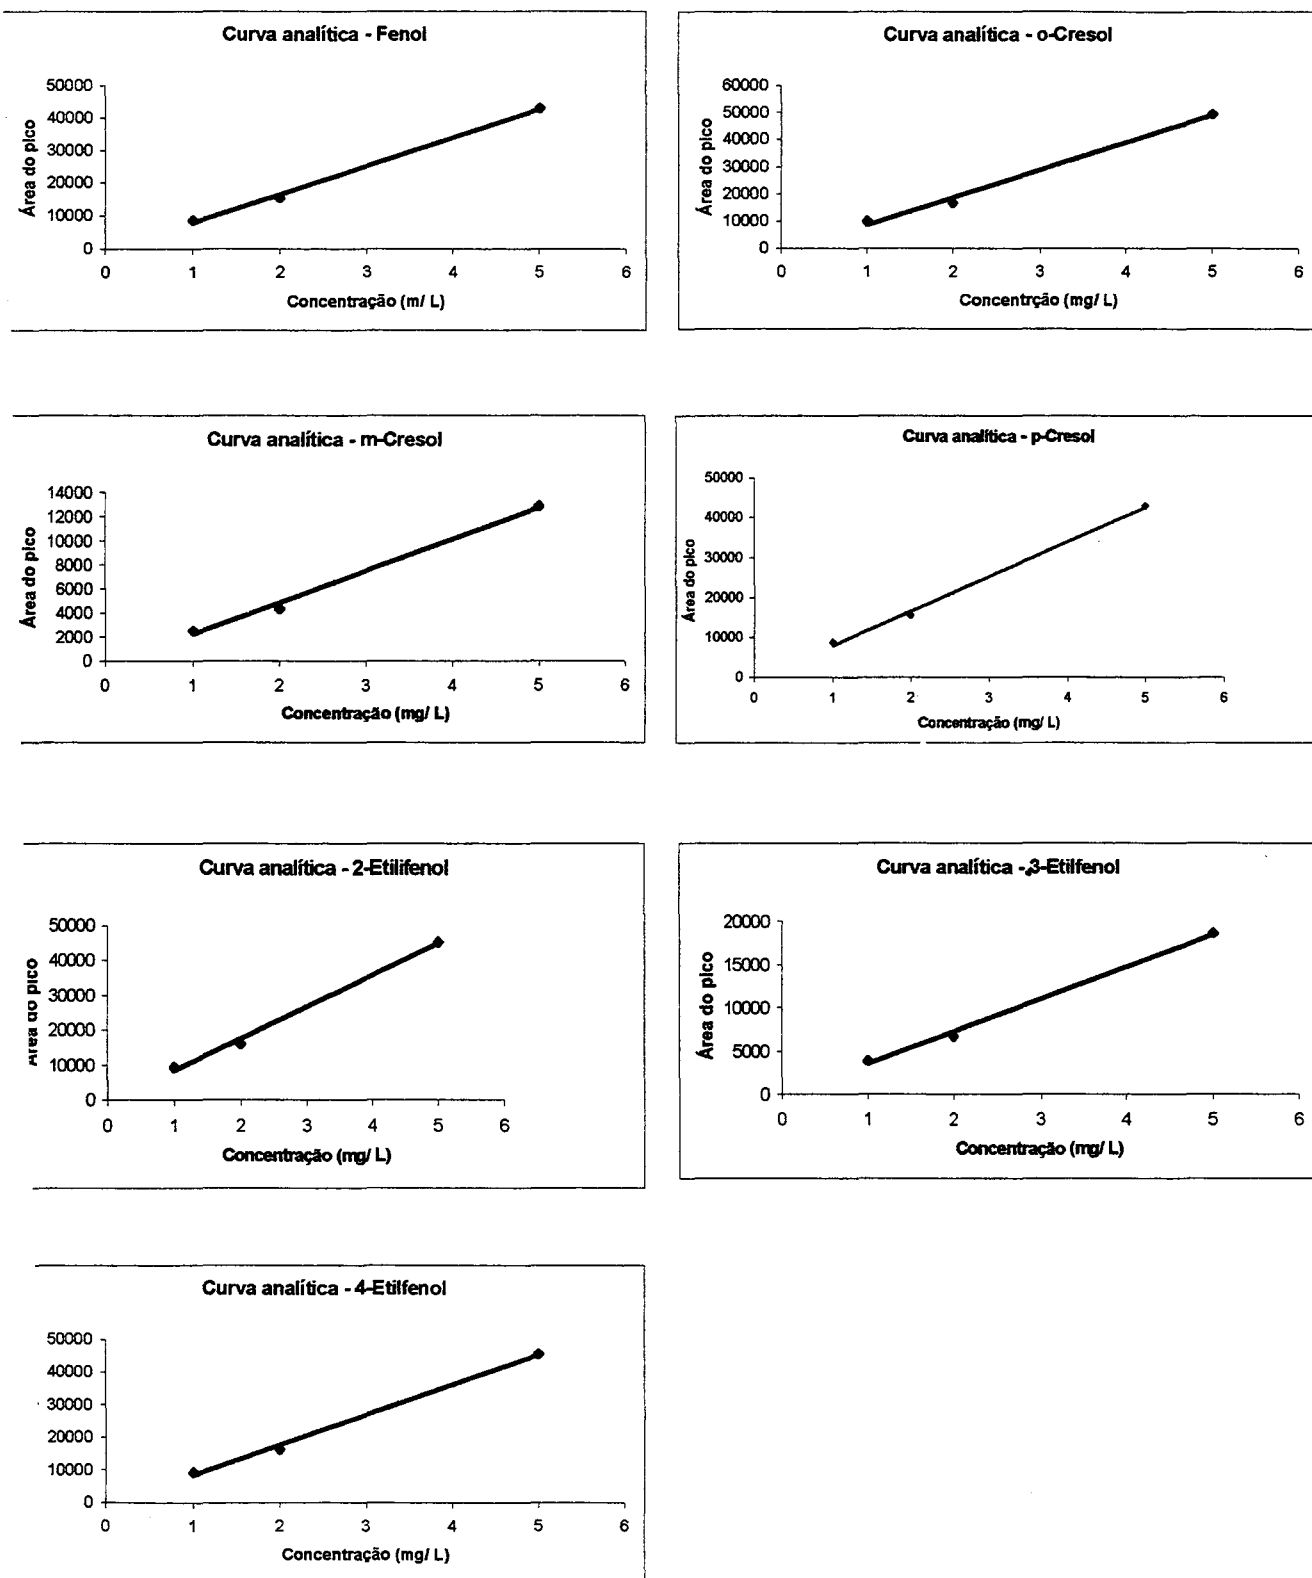 Curva analítica - Fenol
50000
40000
30000
20000
10000
0
Área do pico
0 1 2 3 4 5 6
Concentração (m/ L)
Curva analítica - o-Cresol
60000
50000
40000
30000
20000
10000
0
Área do pico
0 1 2 3 4 5 6
Concentrção (mg/ L)
Curva analítica - m-Cresol
14000
12000
10000
8000
6000
4000
2000
0
Área do pico
0 1 2 3 4 5 6
Concentração (mg/ L)
Curva analítica - p-Cresol
50000
40000
30000
20000
10000
0
Área do pico
0 1 2 3 4 5 6
Concentração (mg/ L)
Curva analítica - 2-Etilifenol
50000
40000
30000
20000
10000
0
Área do pico
0 1 2 3 4 5 6
Concentração (mg/ L)
Curva analítica - 3-Etilfenol
20000
15000
10000
5000
0
Área do pico
0 1 2 3 4 5 6
Concentração (mg/ L)
Curva analítica - 4-Etilfenol
50000
40000
30000
20000
10000
0
0 1 2 3 4 5 6
Concentração (mg/ L)